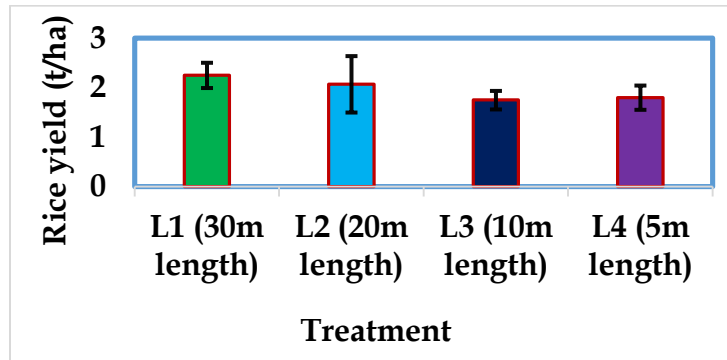 Rice yield (t/ha)
3
2
1
0
L1 (30m length)
L2 (20m length)
L3 (10m length)
L4 (5m length)
Treatment